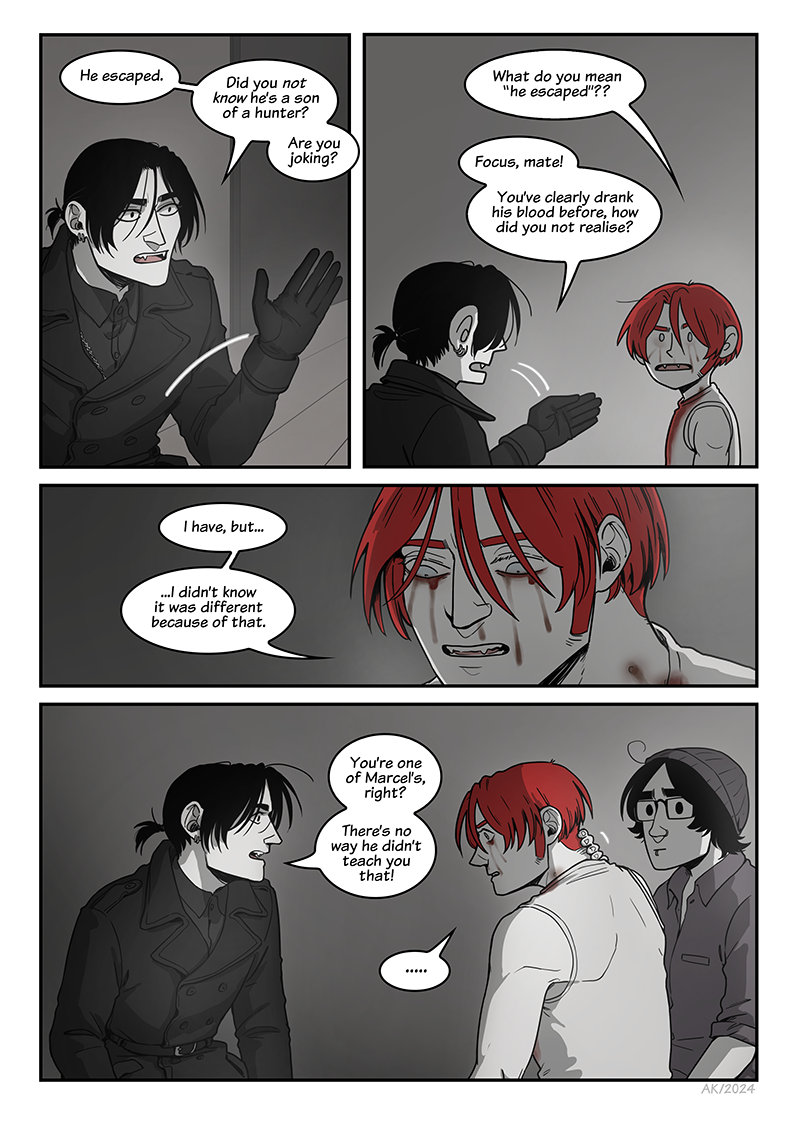 He escaped.
Did you not
know he's a son
of a hunter?
Are you
joking?
What do you mean
"he escaped"??
Focus, mate!
You've clearly drank
his blood before, how
did you not realise?
I have, but...
...I didn't know
it was different
because of that.
You're one
of Marcel's,
right?
There's no
way he didn't
teach you
that!
.....
AK/2024